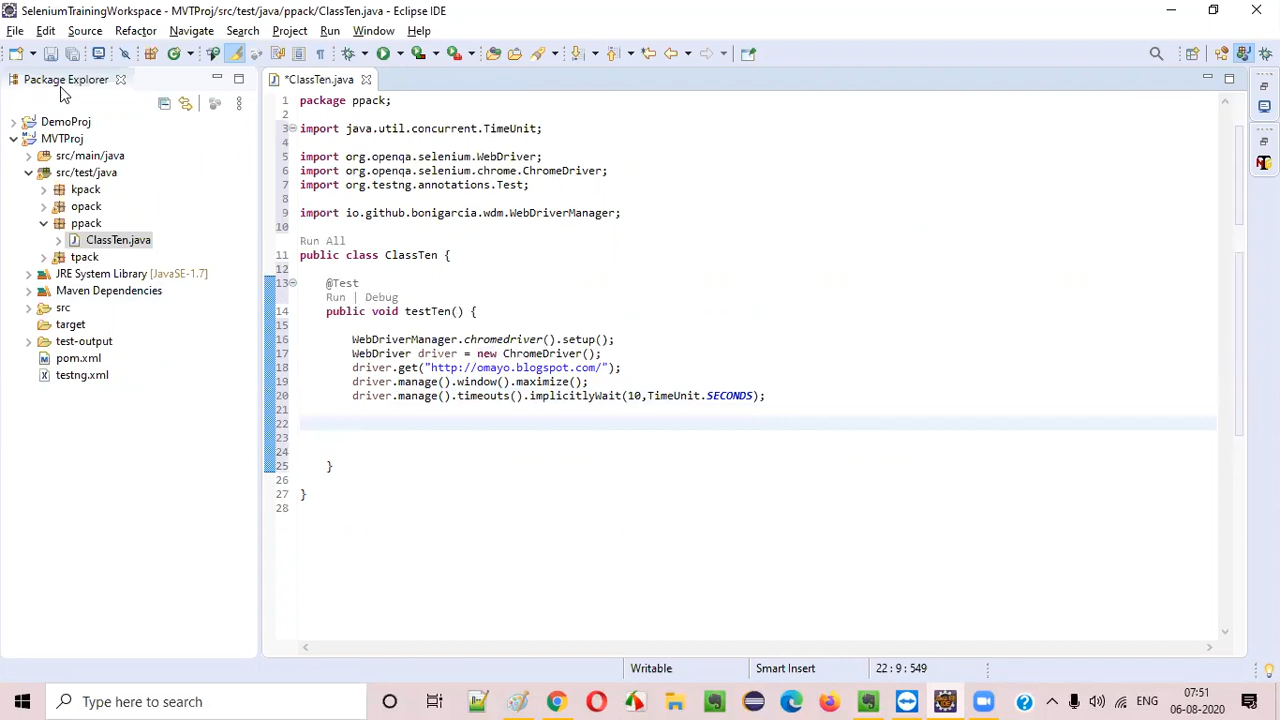 SeleniumTrainingWorkspace - MVTProj/src/test/java/ppack/ClassTen.java - Eclipse IDE
File Edit Source Refactor Navigate Search Project Run Window Help
Package Explorer
*ClassTen.java
DemoProj
MVTProj
src/main/java
src/test/java
kpack
opack
ppack
ClassTen.java
tpack
JRE System Library [JavaSE-1.7]
Maven Dependencies
src
target
test-output
pom.xml
testng.xml
1 package ppack;
2
3 import java.util.concurrent.TimeUnit;
4
5 import org.openqa.selenium.WebDriver;
6 import org.openqa.selenium.chrome.ChromeDriver;
7 import org.testng.annotations.Test;
8
9 import io.github.bonigarcia.wdm.WebDriverManager;
10
Run All
11 public class ClassTen {
12
13 @Test
Run | Debug
14 public void testTen() {
15
16 WebDriverManager.chromedriver().setup();
17 WebDriver driver = new ChromeDriver();
18 driver.get("http://omayo.blogspot.com/");
19 driver.manage().window().maximize();
20 driver.manage().timeouts().implicitlyWait(10,TimeUnit.SECONDS);
21
22
23
24
25 }
26
27 }
28
Writable Smart Insert 22 : 9 : 549
Type here to search
ENG
07:51
06-08-2020